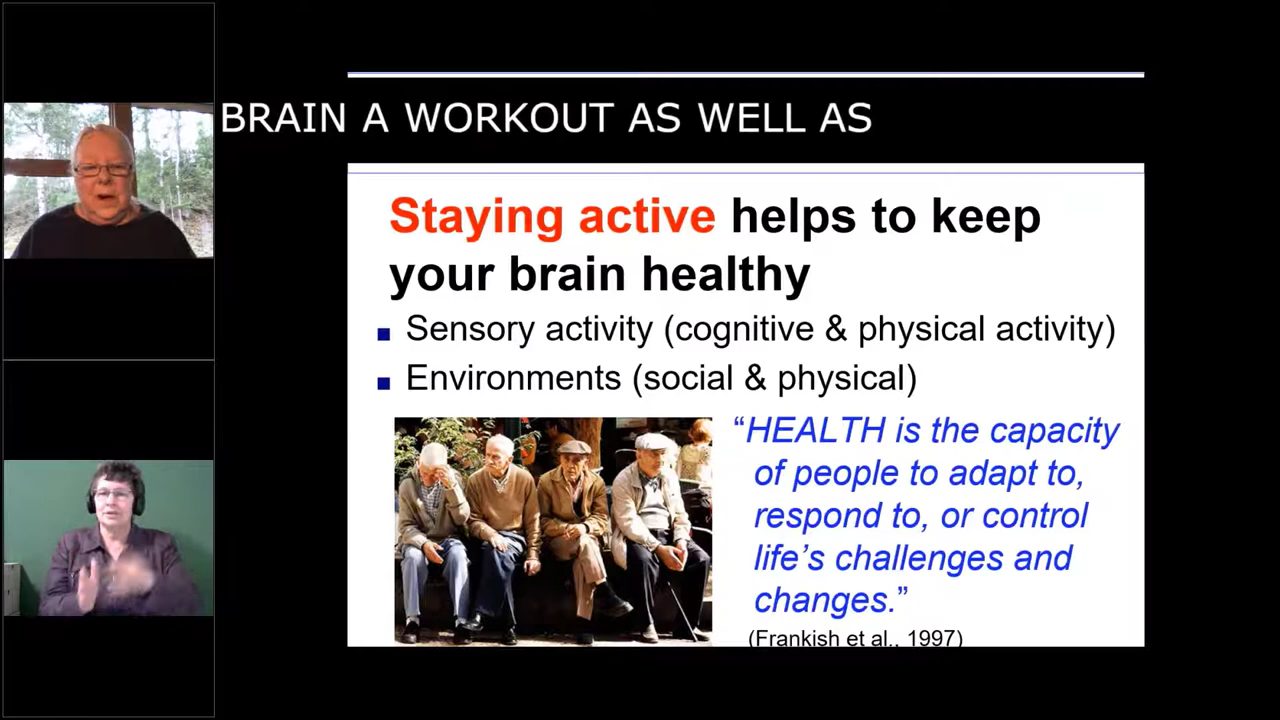 BRAIN A WORKOUT AS WELL AS
Staying active helps to keep
your brain healthy
Sensory activity (cognitive & physical activity)
Environments (social & physical)
“HEALTH is the capacity
of people to adapt to,
respond to, or control
life’s challenges and
changes.”
(Frankish et al., 1997)